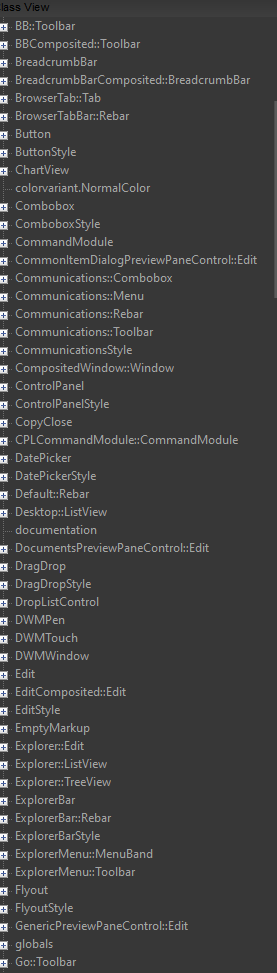 Class View
BB::Toolbar
BBComposited::Toolbar
BreadcrumbBar
BreadcrumbBarComposited::BreadcrumbBar
BrowserTab::Tab
BrowserTabBar::Rebar
Button
ButtonStyle
ChartView
colorvariant.NormalColor
Combobox
ComboboxStyle
CommandModule
CommonItemDialogPreviewPaneControl::Edit
Communications::Combobox
Communications::Menu
Communications::Rebar
Communications::Toolbar
CommunicationsStyle
CompositedWindow::Window
ControlPanel
ControlPanelStyle
CopyClose
CPLCommandModule::CommandModule
DatePicker
DatePickerStyle
Default::Rebar
Desktop::ListView
documentation
DocumentsPreviewPaneControl::Edit
DragDrop
DragDropStyle
DropListControl
DWMPen
DWMTouch
DWMWindow
Edit
EditComposited::Edit
EditStyle
EmptyMarkup
Explorer::Edit
Explorer::ListView
Explorer::TreeView
ExplorerBar
ExplorerBar::Rebar
ExplorerBarStyle
ExplorerMenu::MenuBand
ExplorerMenu::Toolbar
Flyout
FlyoutStyle
GenericPreviewPaneControl::Edit
globals
Go::Toolbar